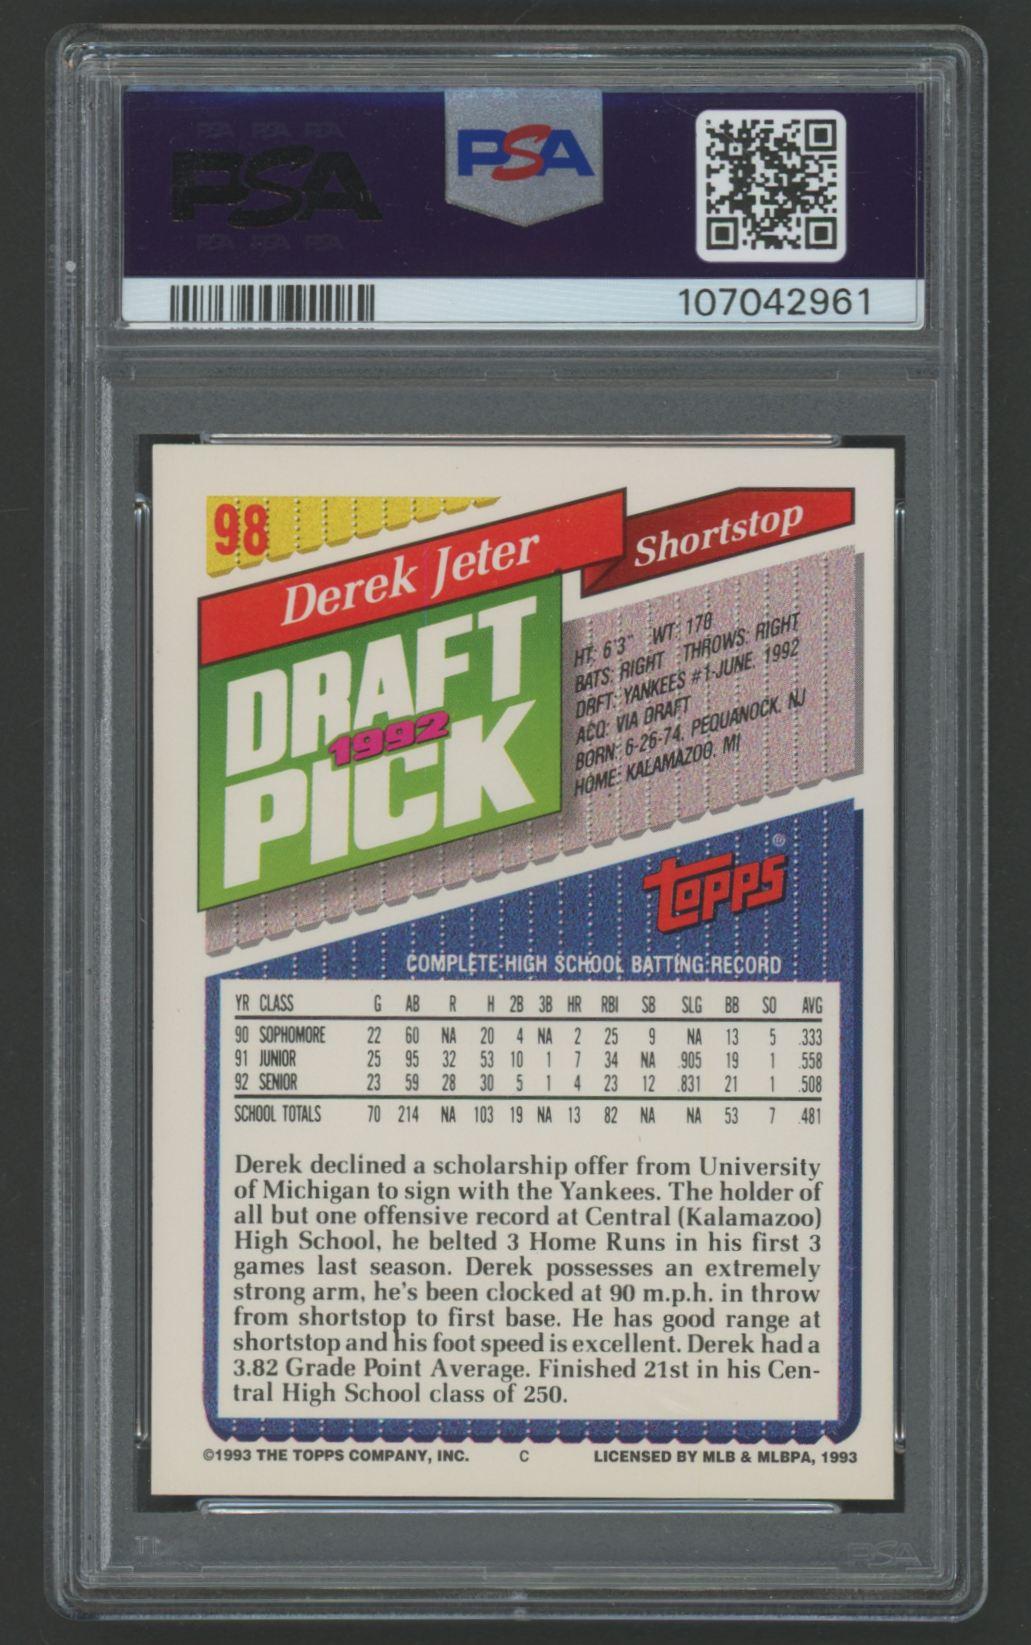 PSA PSA PSA
PSA
PSA PSA PSA
PSA
107042961
98
Derek Jeter
Shortstop
DRAFT
1992
PICK
HT: 6'3" WT: 178
BATS: RIGHT THROWS: RIGHT
DRFT: YANKEES #1-JUNE, 1992
ACQ: VIA DRAFT
BORN: 6-26-74, PEQUANOCK, NJ
HOME: KALAMAZOO, MI
topps®
COMPLETE HIGH SCHOOL BATTING RECORD
YR CLASS G AB R H 2B 3B HR RBI SB SLG BB SO AVG
90 SOPHOMORE 22 60 NA 20 4 NA 2 25 9 NA 13 5 .333
91 JUNIOR 25 95 32 53 10 1 7 34 NA .905 19 1 .558
92 SENIOR 23 59 28 30 5 1 4 23 12 .831 21 1 .508
SCHOOL TOTALS 70 214 NA 103 19 NA 13 82 NA NA 53 7 .481
Derek declined a scholarship offer from University
of Michigan to sign with the Yankees. The holder of
all but one offensive record at Central (Kalamazoo)
High School, he belted 3 Home Runs in his first 3
games last season. Derek possesses an extremely
strong arm, he's been clocked at 90 m.p.h. in throw
from shortstop to first base. He has good range at
shortstop and his foot speed is excellent. Derek had a
3.82 Grade Point Average. Finished 21st in his Cen-
tral High School class of 250.
©1993 THE TOPPS COMPANY, INC. C LICENSED BY MLB & MLBPA, 1993
PSA